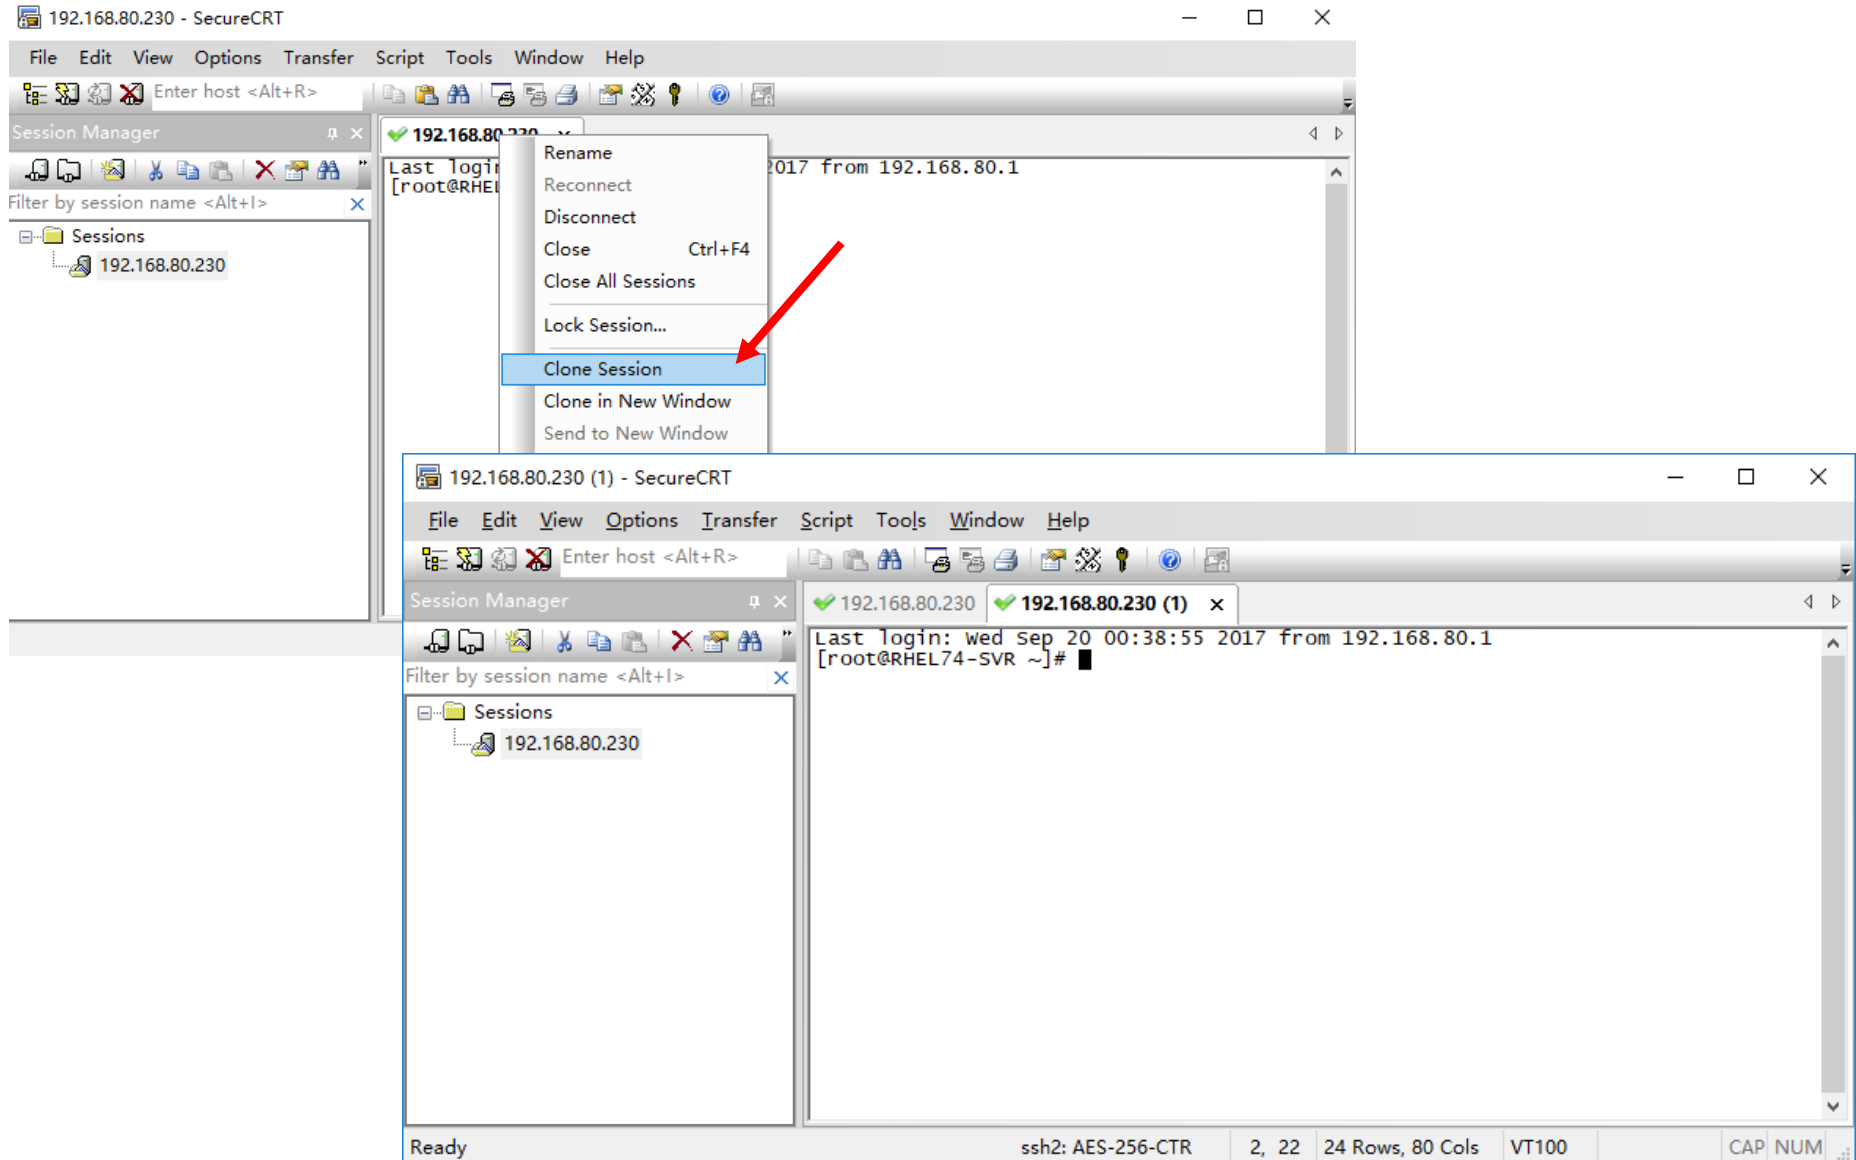 192.168.80.230 - SecureCRT
File Edit View Options Transfer Script Tools Window Help
Enter host <Alt+R>
Session Manager
192.168.80.230
Last login 2017 from 192.168.80.1
[root@RHEL
Filter by session name <Alt+I>
Sessions
192.168.80.230
Rename
Reconnect
Disconnect
Close Ctrl+F4
Close All Sessions
Lock Session...
Clone Session
Clone in New Window
Send to New Window
192.168.80.230 (1) - SecureCRT
File Edit View Options Transfer Script Tools Window Help
Enter host <Alt+R>
Session Manager
192.168.80.230 192.168.80.230 (1)
Last login: Wed Sep 20 00:38:55 2017 from 192.168.80.1
[root@RHEL74-SVR ~]#
Filter by session name <Alt+I>
Sessions
192.168.80.230
Ready ssh2: AES-256-CTR 2, 22 24 Rows, 80 Cols VT100 CAP NUM